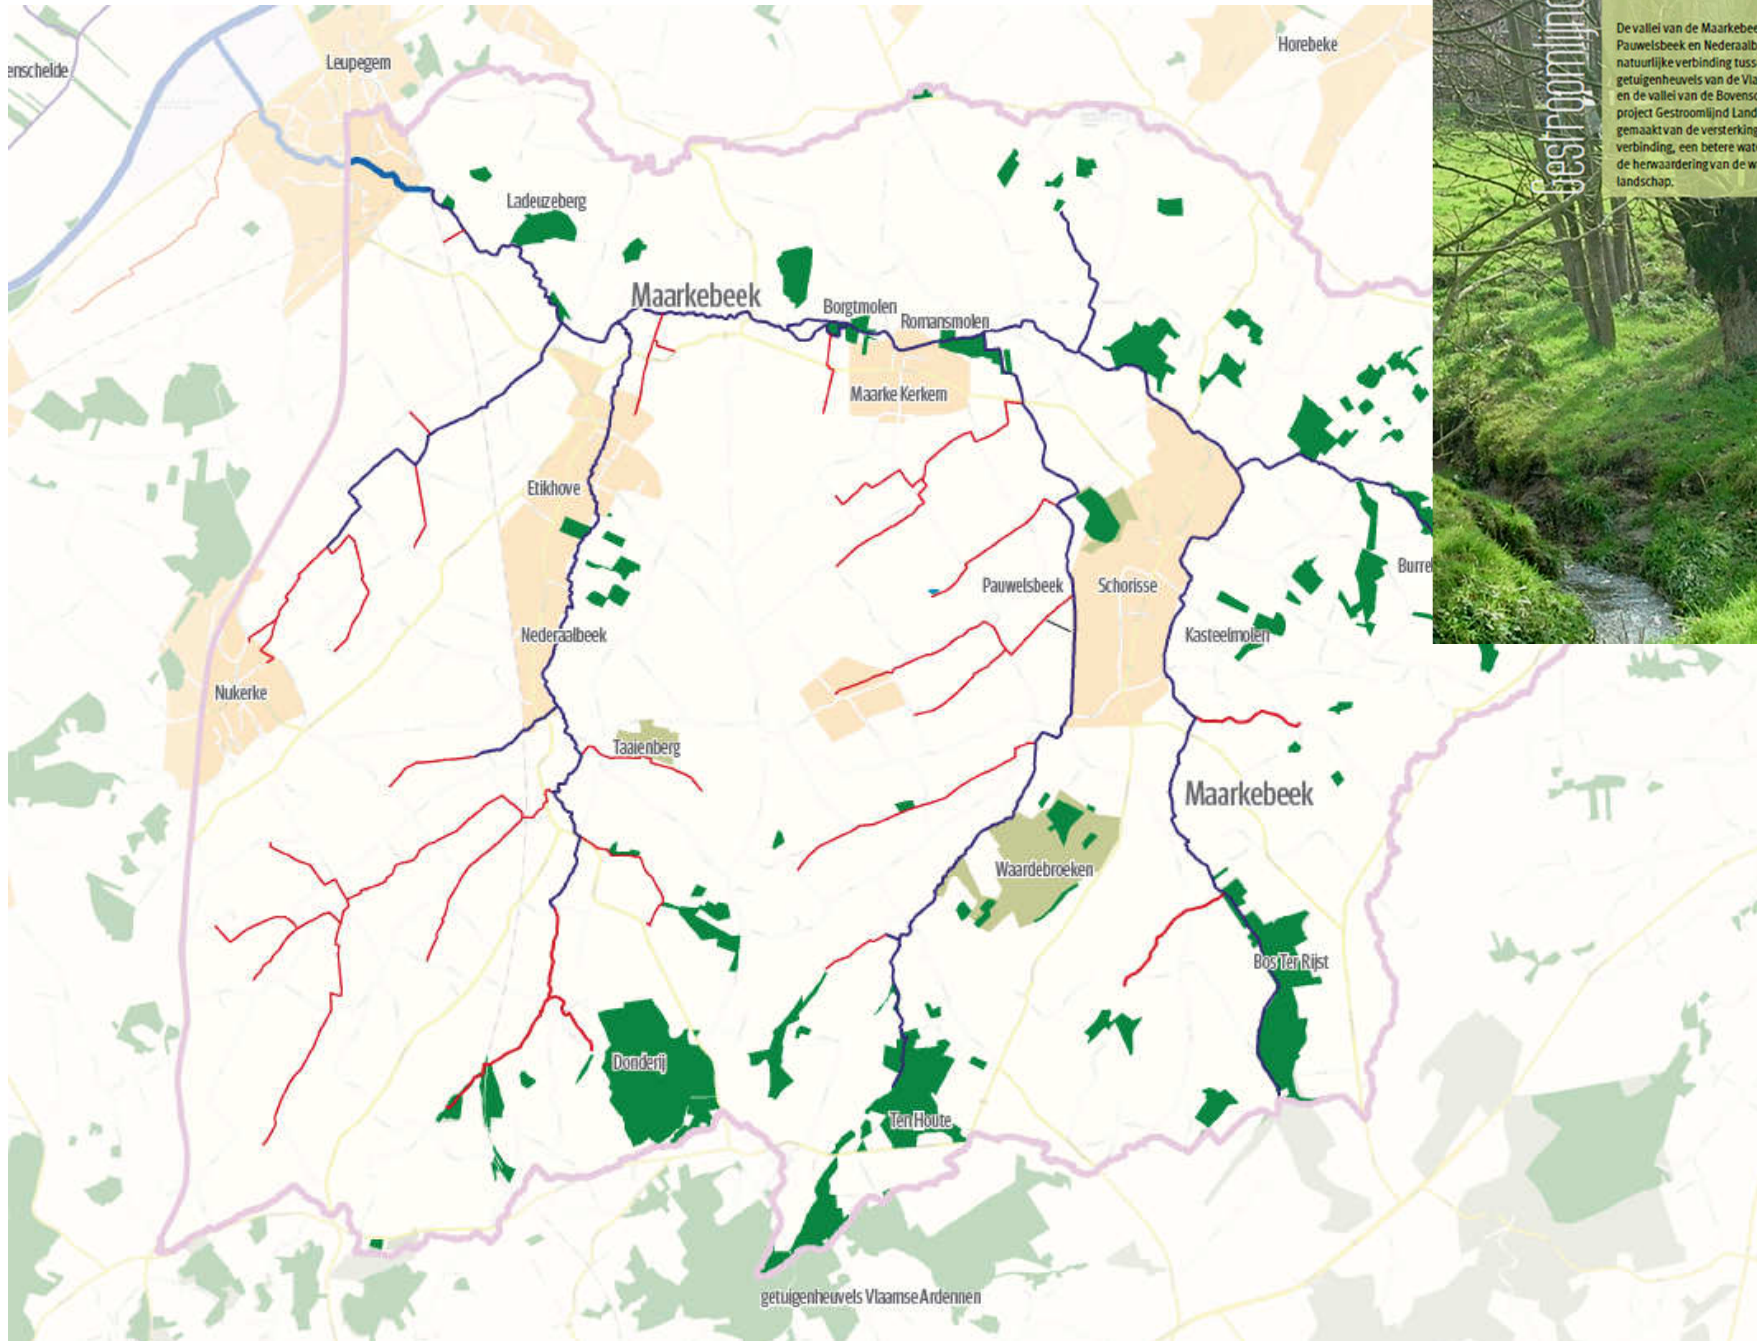 Leupegem
Horebeke
enschelde
Gestroomlijnd
De vallei van de Maarkebee
Pauwelsbeek en Nederaalb
natuurlijke verbinding tuss
getuigenheuvels van de Vla
en de vallei van de Bovensc
project Gestroomlijnd Land
gemaakt van de versterking
verbinding, een betere wate
de herwaardering van de w
landschap.
Ladeuzeberg
Maarkebeek
Borgtmolen
Romansmolen
Maarke Kerkem
Etikhove
Pauwelsbeek
Schorisse
Burre
Nederaalbeek
Kasteelmolen
Nukerke
Taaienberg
Maarkebeek
Waardebroeken
Bos Ter Rijst
Donderij
Ten Houte
getuigenheuvels Vlaamse Ardennen